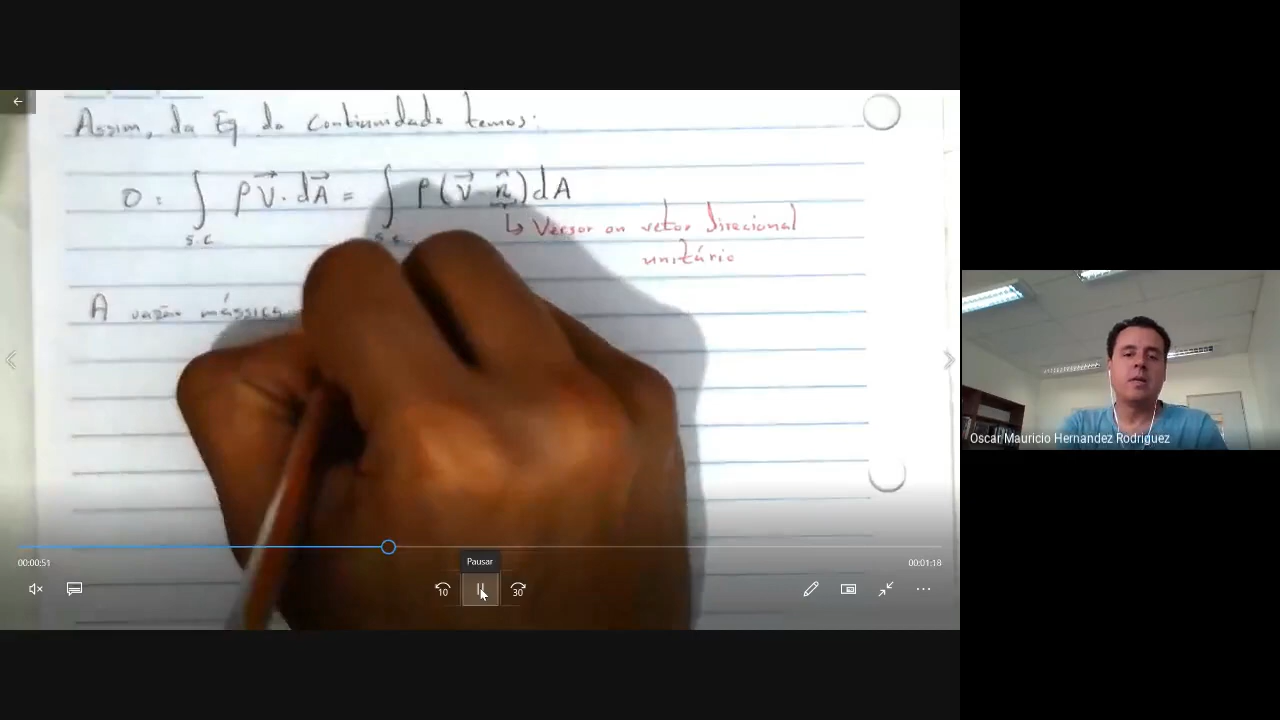 Assim, da Eq da Continuidade temos:
0 = ∫ ρV⃗ · dA⃗ = ∫ ρ(V⃗ · n̂)dA
s.c s.c
↳ Versor ou vetor direcional
unitário
A vazão mássica
Oscar Mauricio Hernandez Rodriguez
Pausar
00:00:51
00:01:18
10
30